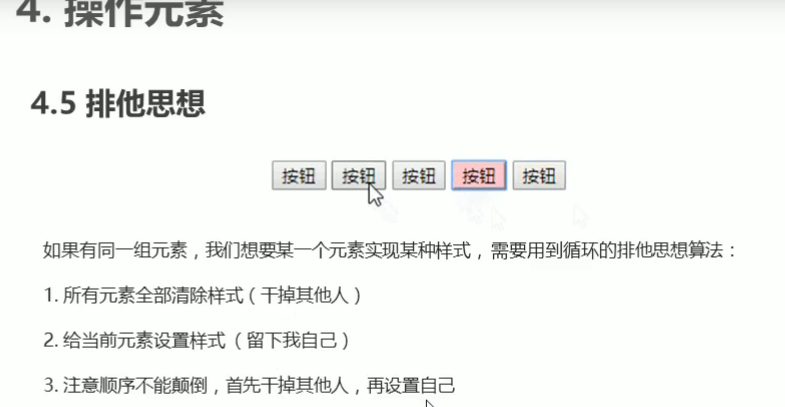 4. 操作元素
4.5 排他思想
按钮 按钮 按钮 按钮 按钮
如果有同一组元素，我们想要某一个元素实现某种样式，需要用到循环的排他思想算法：
1. 所有元素全部清除样式（干掉其他人）
2. 给当前元素设置样式（留下我自己）
3. 注意顺序不能颠倒，首先干掉其他人，再设置自己